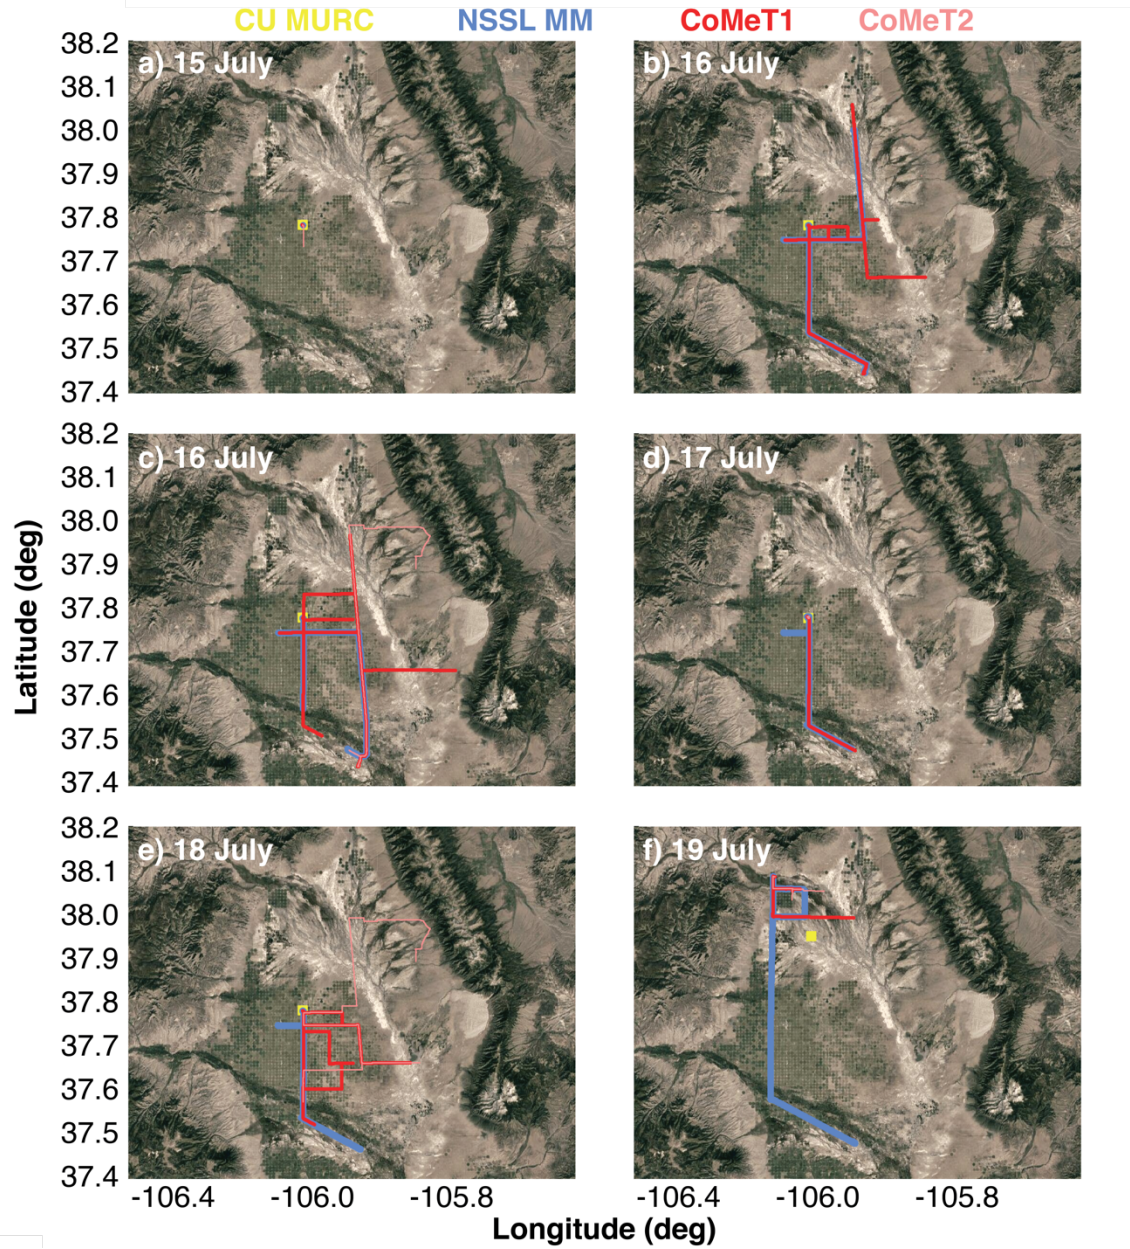 CU MURC NSSL MM CoMeT1 CoMeT2
a) 15 July
b) 16 July
38.2
38.1
38.0
37.9
37.8
37.7
37.6
37.5
37.4
c) 16 July
d) 17 July
38.2
38.1
38.0
37.9
37.8
37.7
37.6
37.5
37.4
Latitude (deg)
e) 18 July
f) 19 July
38.2
38.1
38.0
37.9
37.8
37.7
37.6
37.5
37.4
-106.4 -106.0 -105.8 -106.4 -106.0 -105.8
Longitude (deg)